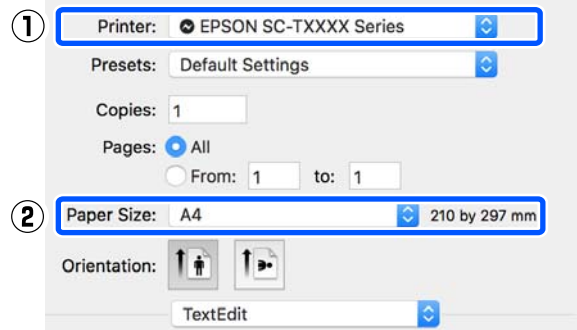 ① Printer: EPSON SC-TXXXX Series
Presets: Default Settings
Copies: 1
Pages: All
From: 1 to: 1
② Paper Size: A4 210 by 297 mm
Orientation:
TextEdit